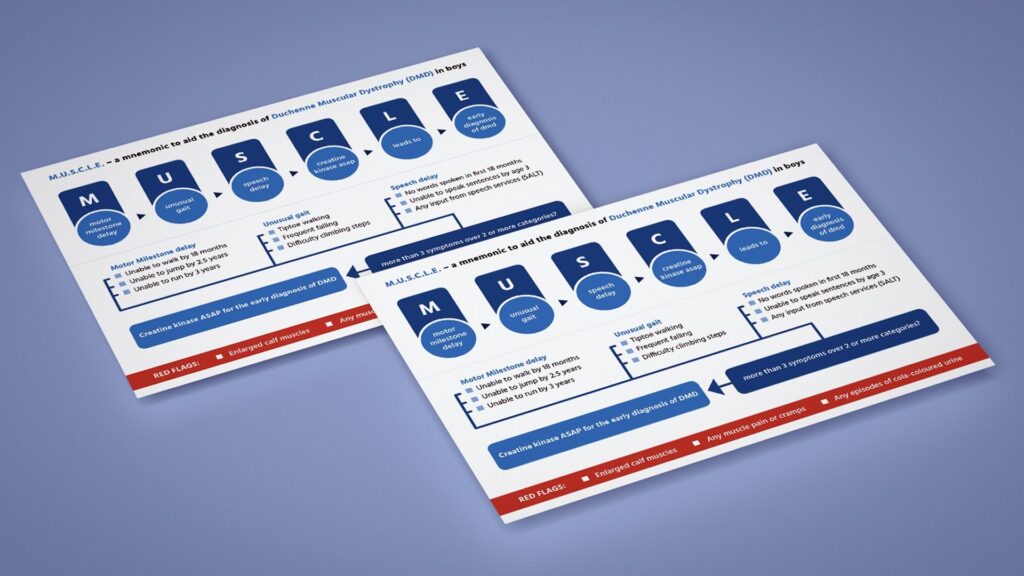 M.U.S.C.L.E. – a mnemonic to aid the diagnosis of Duchenne Muscular Dystrophy (DMD) in boys
M
motor
milestone
delay
U
unusual
gait
S
speech
delay
C
creatine
kinase asap
L
leads to
E
early
diagnosis
of dmd
Motor Milestone delay
Unable to walk by 18 months
Unable to jump by 2.5 years
Unable to run by 3 years
Unusual gait
Tiptoe walking
Frequent falling
Difficulty climbing steps
Speech delay
No words spoken in first 18 months
Unable to speak sentences by age 3
Any input from speech services (SALT)
more than 3 symptoms over 2 or more categories?
Creatine kinase ASAP for the early diagnosis of DMD
RED FLAGS: Enlarged calf muscles Any mus
M.U.S.C.L.E. – a mnemonic to aid the diagnosis of Duchenne Muscular Dystrophy (DMD) in boys
M
motor
milestone
delay
U
unusual
gait
S
speech
delay
C
creatine
kinase asap
L
leads to
E
early
diagnosis
of dmd
Motor Milestone delay
Unable to walk by 18 months
Unable to jump by 2.5 years
Unable to run by 3 years
Unusual gait
Tiptoe walking
Frequent falling
Difficulty climbing steps
Speech delay
No words spoken in first 18 months
Unable to speak sentences by age 3
Any input from speech services (SALT)
more than 3 symptoms over 2 or more categories?
Creatine kinase ASAP for the early diagnosis of DMD
RED FLAGS: Enlarged calf muscles Any muscle pain or cramps Any episodes of cola-coloured urine